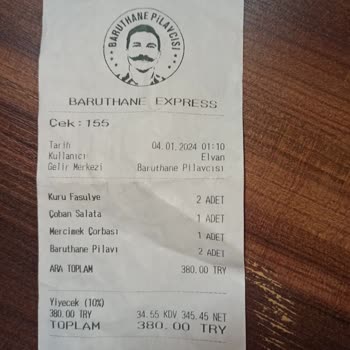 BARUTHANE PİLAVCISI
BARUTHANE EXPRESS
Çek: 155
Tarih 04.01.2024 01:10
Kullanıcı Elvan
Gelir Merkezi Baruthane Pilavcısı
Kuru Fasulye 2 ADET
Çoban Salata 1 ADET
Mercimek Çorbası 1 ADET
Baruthane Pilavı 2 ADET
ARA TOPLAM 380.00 TRY
Yiyecek (10%)
380.00 TRY 34.55 KDV 345.45 NET
TOPLAM 380.00 TRY